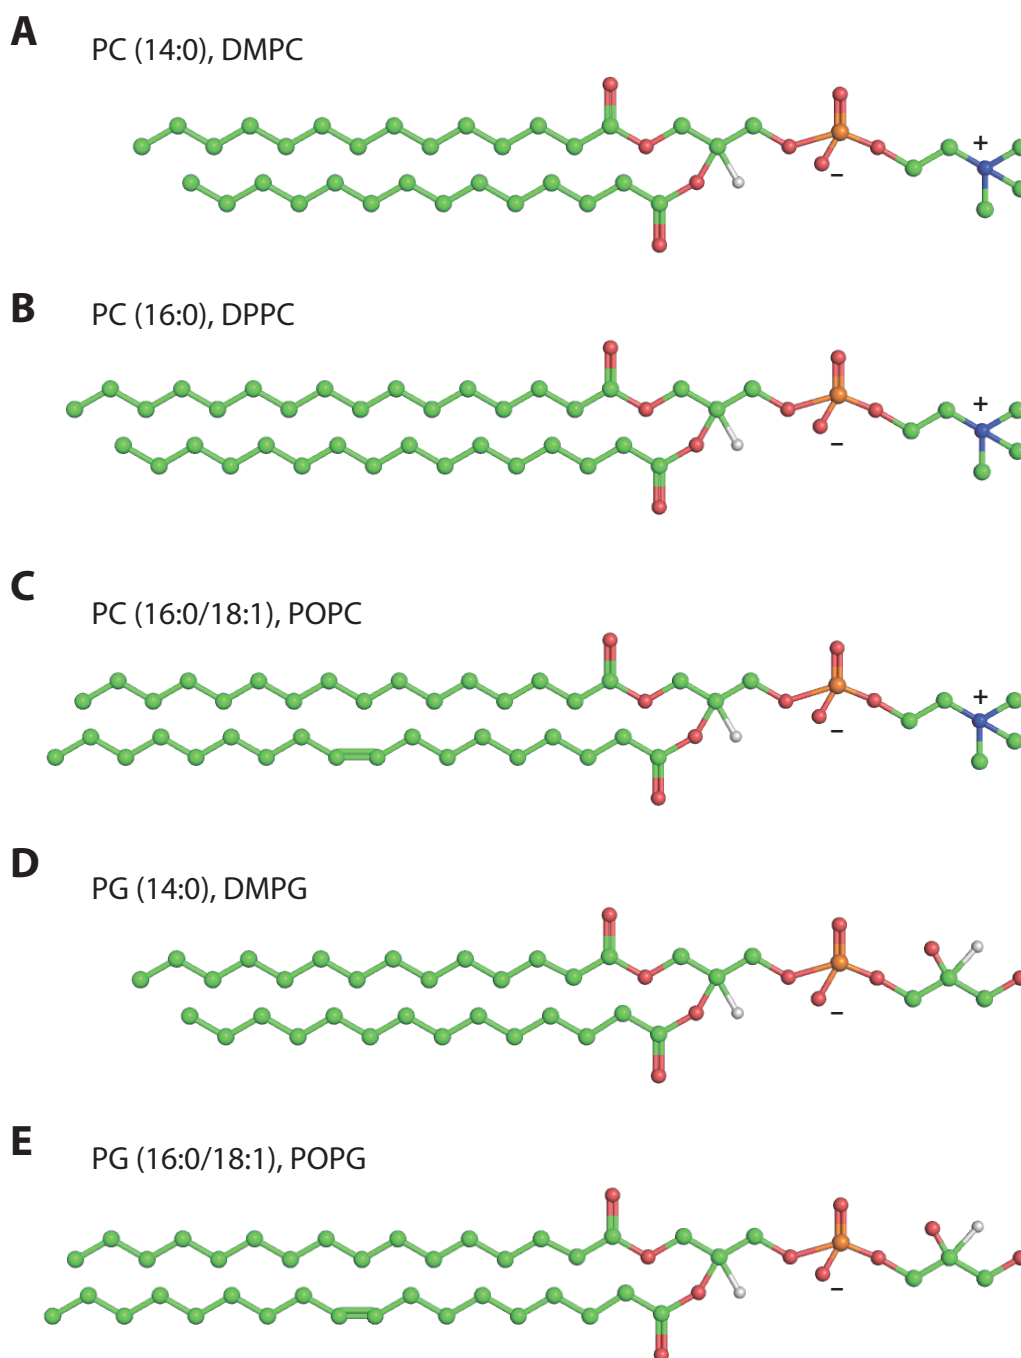 A
PC (14:0), DMPC
+
–
B
PC (16:0), DPPC
+
–
C
PC (16:0/18:1), POPC
+
–
D
PG (14:0), DMPG
–
E
PG (16:0/18:1), POPG
–